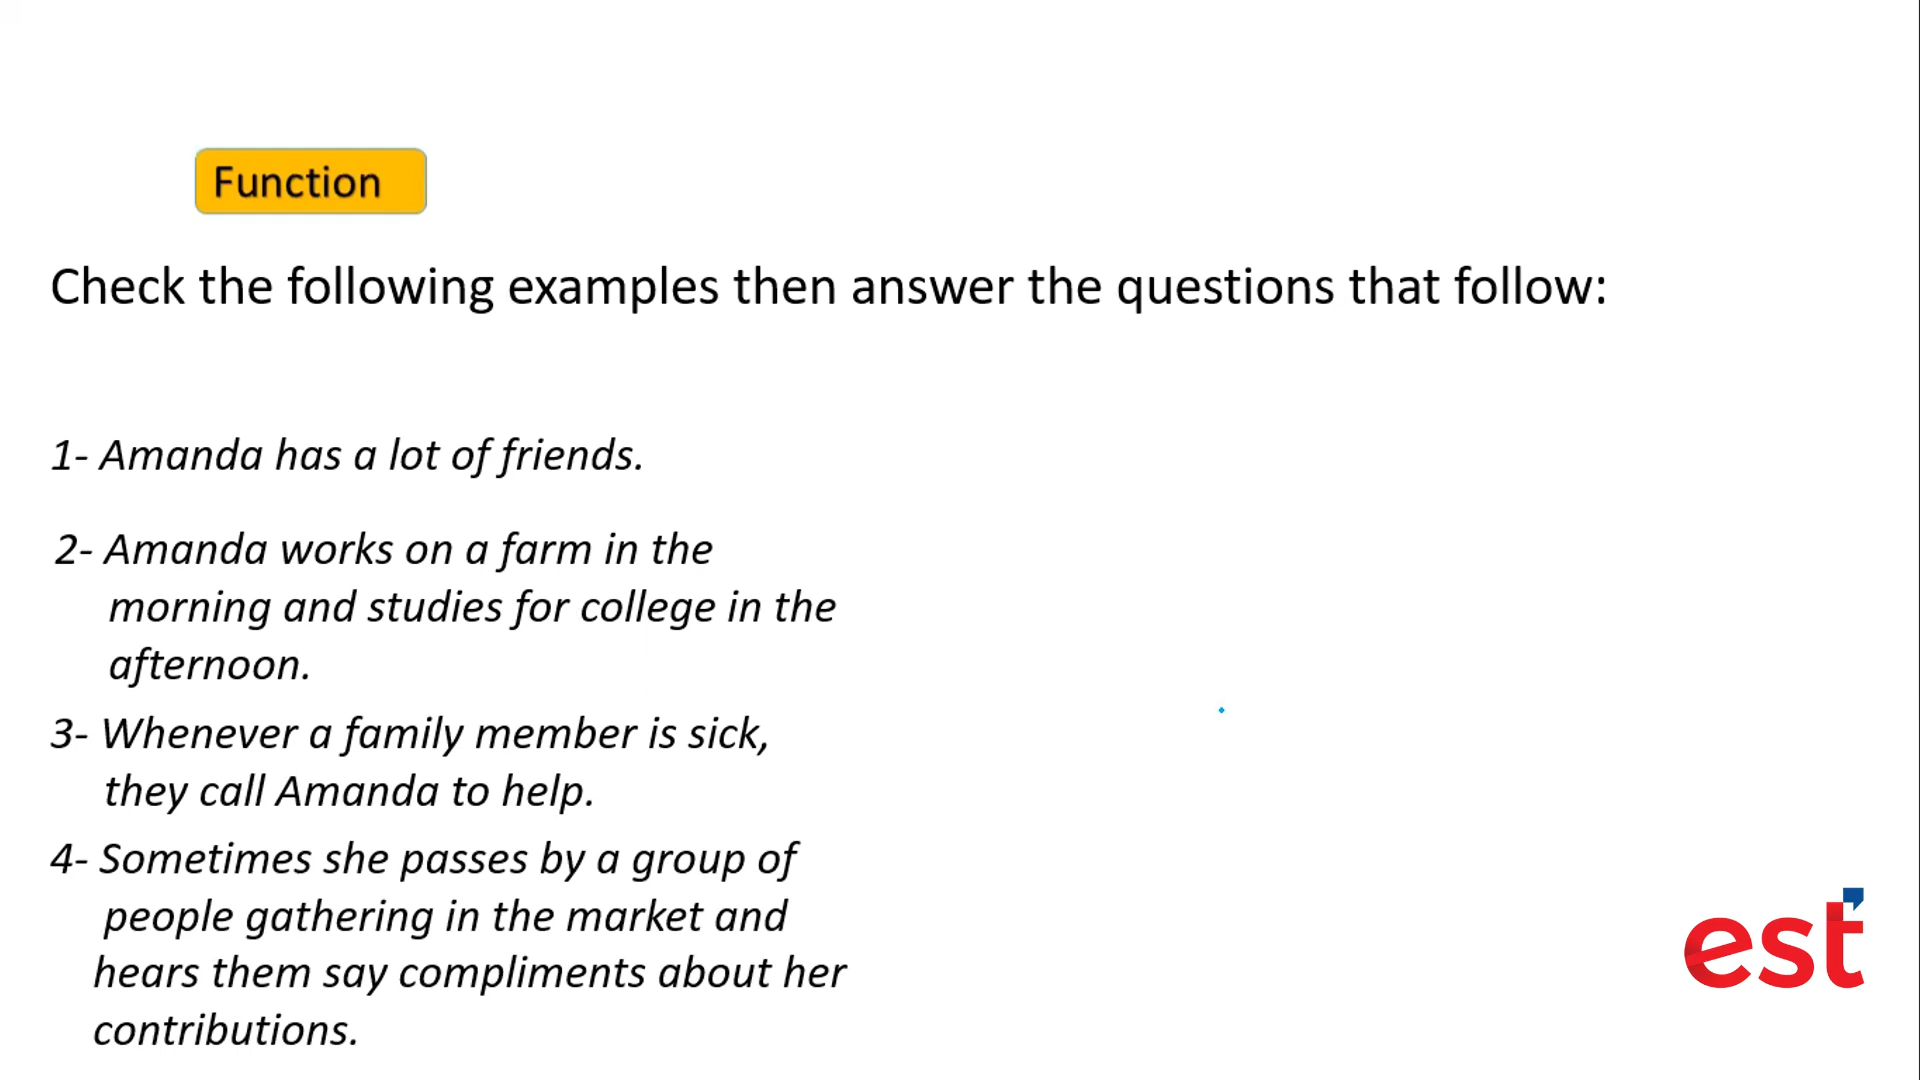 Function
Check the following examples then answer the questions that follow:
1- Amanda has a lot of friends.
2- Amanda works on a farm in the
morning and studies for college in the
afternoon.
3- Whenever a family member is sick,
they call Amanda to help.
4- Sometimes she passes by a group of
people gathering in the market and
hears them say compliments about her
contributions.
est